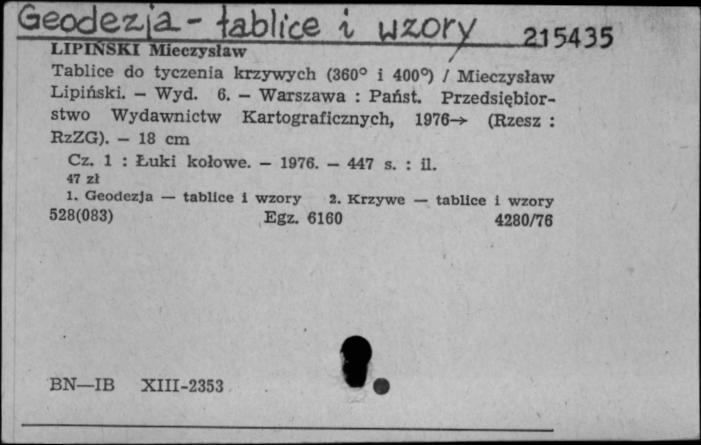 Geodezja - tablice i wzory 215435
LIPIŃSKI Mieczysław
Tablice do tyczenia krzywych (360° i 400°) / Mieczysław
Lipiński. — Wyd. 6. — Warszawa : Państ. Przedsiębior-
stwo Wydawnictw Kartograficznych, 1976→ (Rzesz :
RzZG). — 18 cm
Cz. 1 : Łuki kołowe. — 1976. — 447 s. : il.
47 zł
1. Geodezja — tablice i wzory 2. Krzywe — tablice i wzory
528(083) Egz. 6160 4280/76
BN—IB XIII-2353